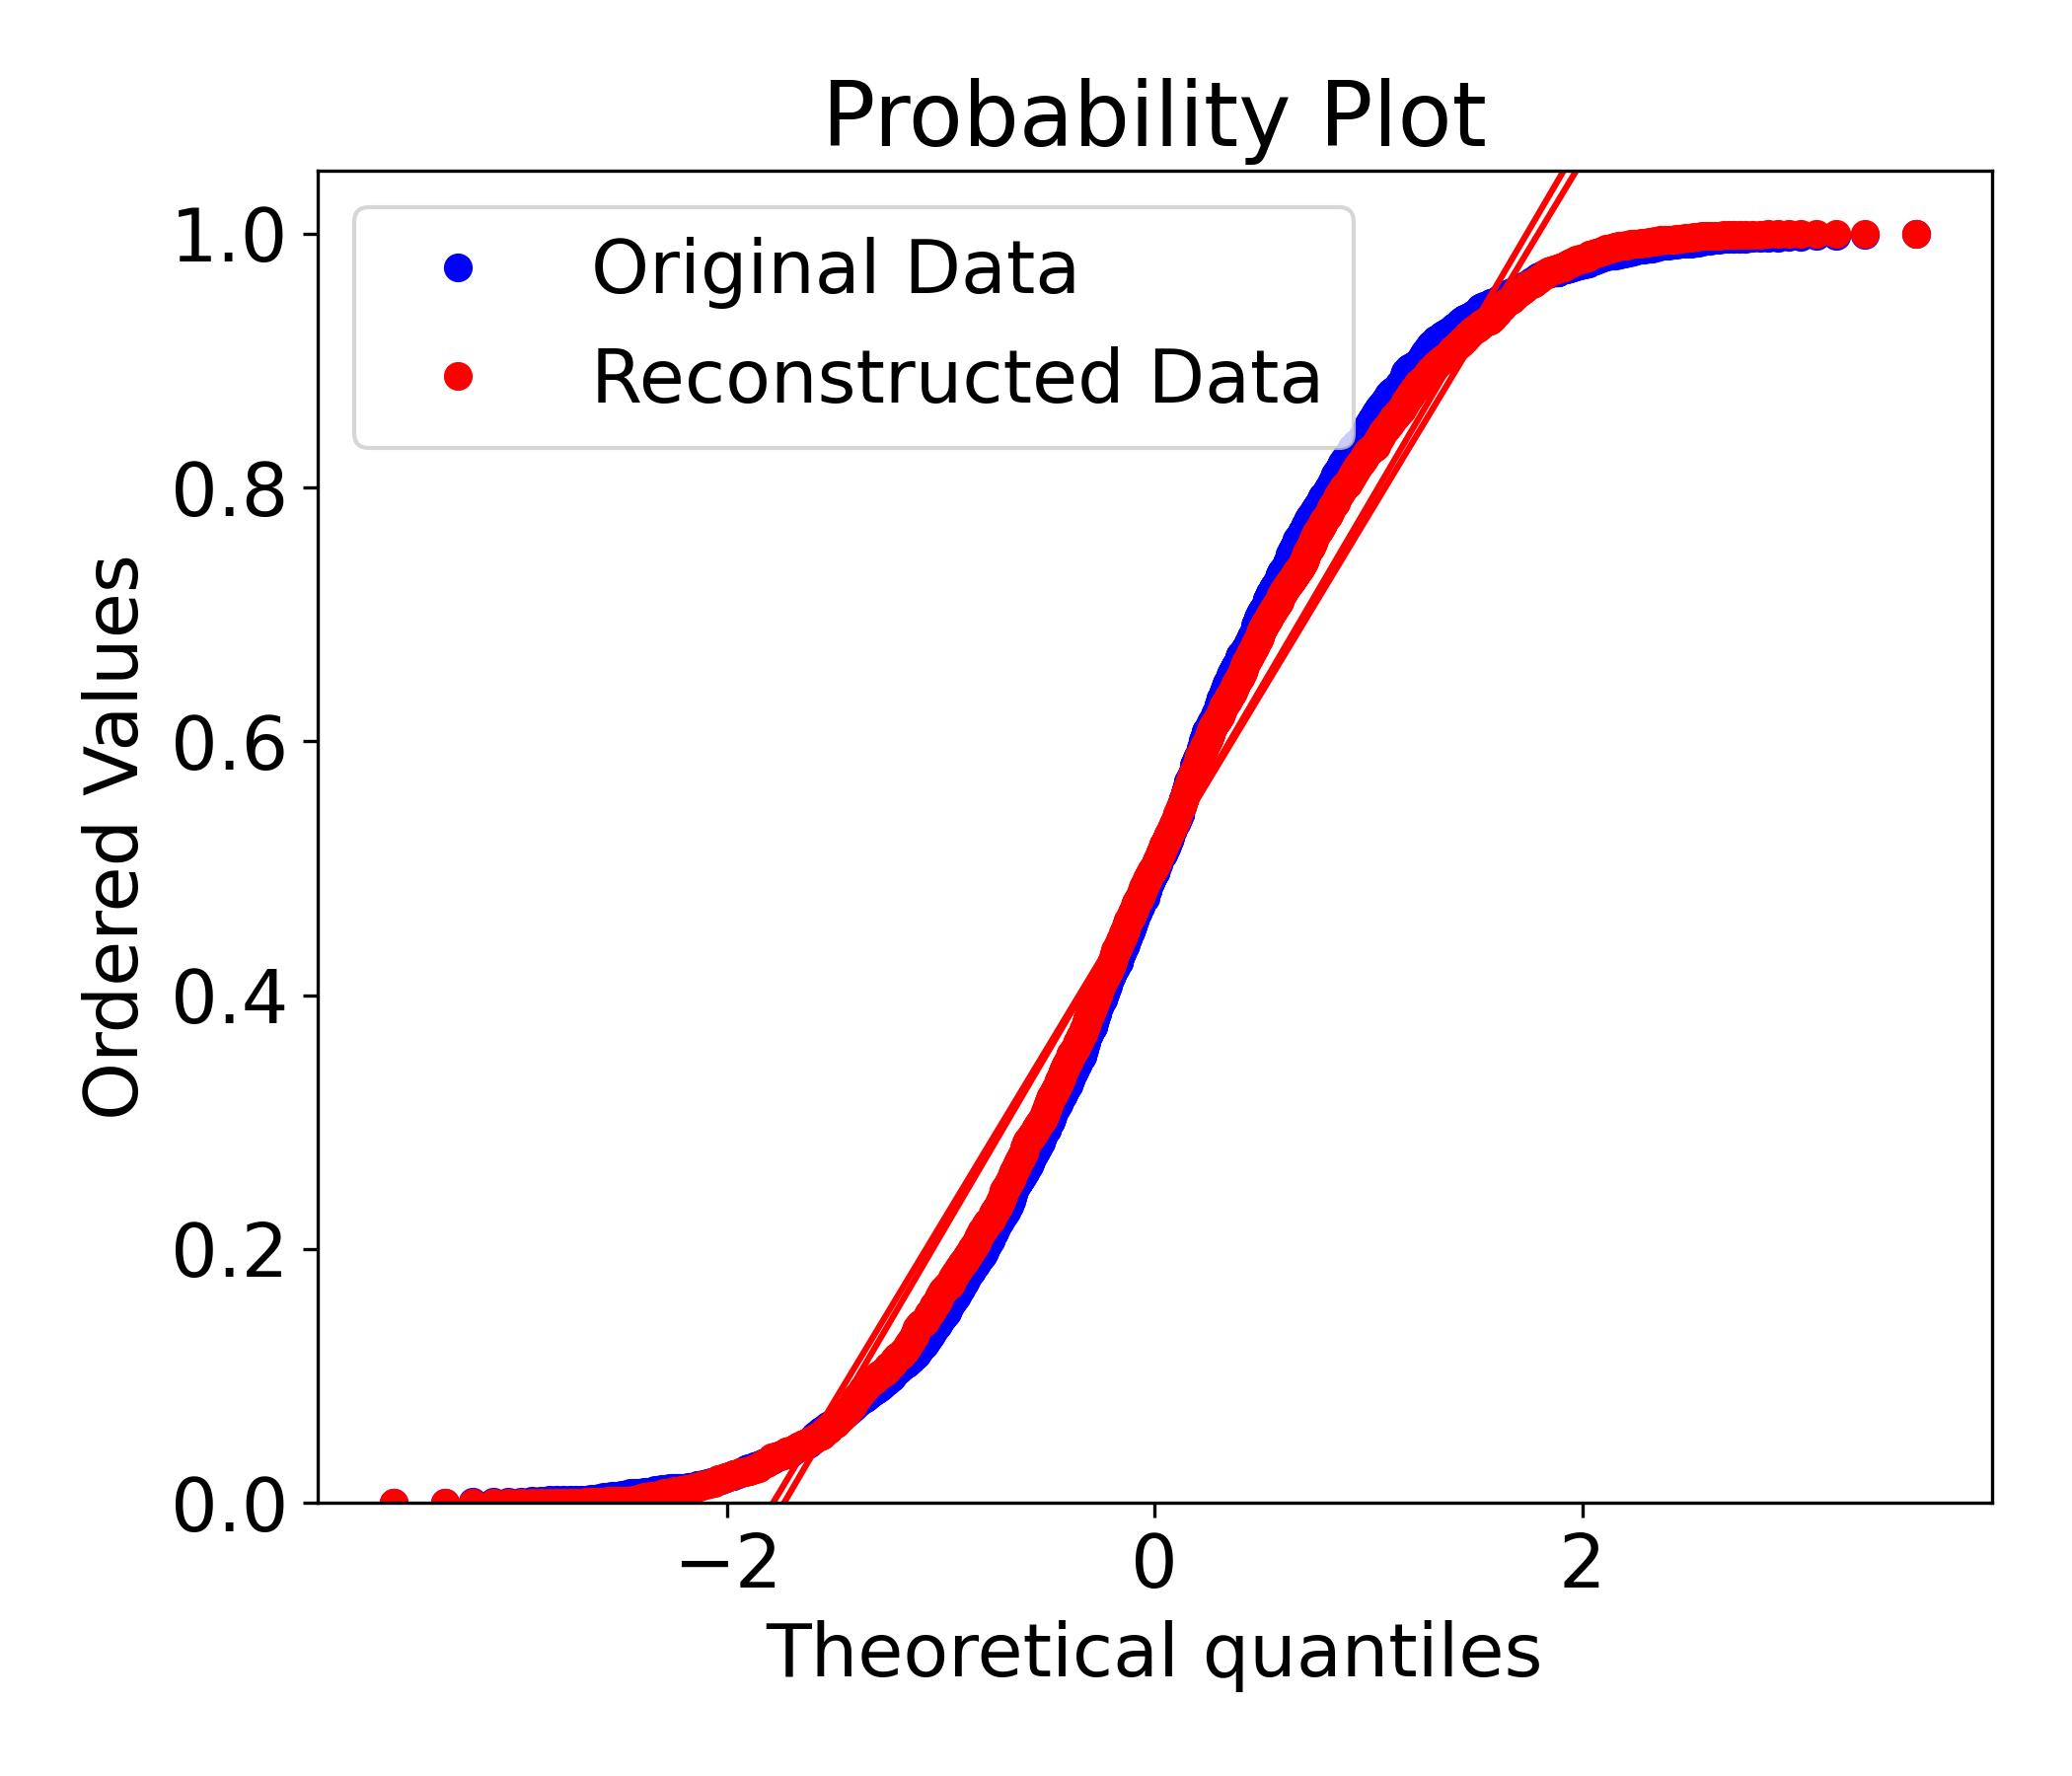 Probability Plot
Original Data
Reconstructed Data
1.0
0.8
0.6
0.4
0.2
0.0
Ordered Values
−2 0 2
Theoretical quantiles